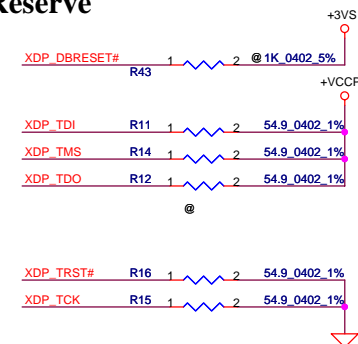 Reserve
+3VS
XDP_DBRESET# R43 1 2 @ 1K_0402_5%
+VCCP
XDP_TDI R11 1 2 54.9_0402_1%
XDP_TMS R14 1 2 54.9_0402_1%
XDP_TDO R12 1 2 54.9_0402_1%
@
XDP_TRST# R16 1 2 54.9_0402_1%
XDP_TCK R15 1 2 54.9_0402_1%